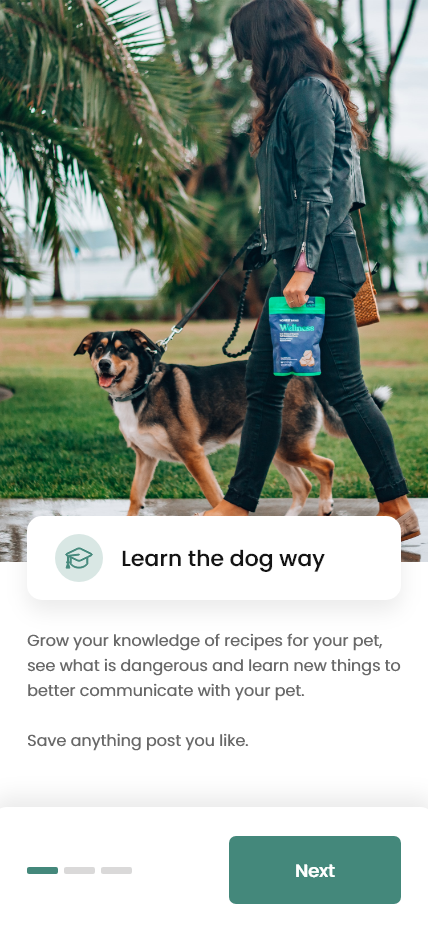 Wellness
Learn the dog way
Grow your knowledge of recipes for your pet,
see what is dangerous and learn new things to
better communicate with your pet.
Save anything post you like.
Next